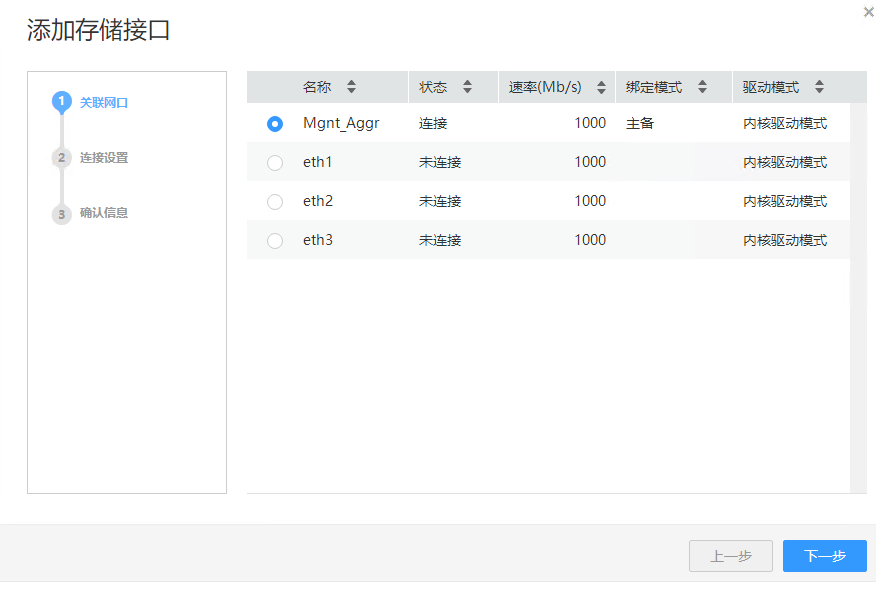 添加存储接口
1 关联网口
2 连接设置
3 确认信息
名称 状态 速率(Mb/s) 绑定模式 驱动模式
Mgnt_Aggr 连接 1000 主备 内核驱动模式
eth1 未连接 1000 内核驱动模式
eth2 未连接 1000 内核驱动模式
eth3 未连接 1000 内核驱动模式
上一步 下一步